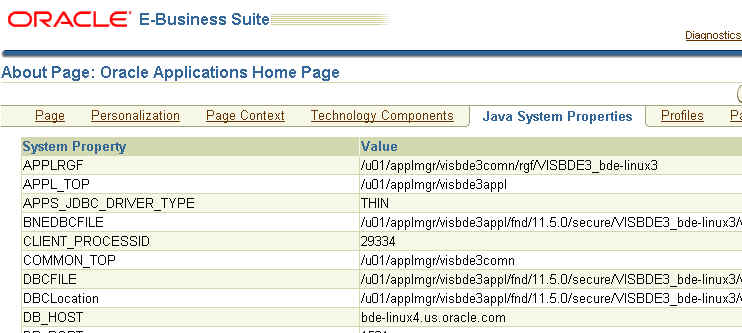 ORACLE® E-Business Suite
Diagnostics
About Page: Oracle Applications Home Page
Page Personalization Page Context Technology Components Java System Properties Profiles
System Property Value
APPLRGF /u01/applmgr/visbde3comn/rgf/VISBDE3_bde-linux3
APPL_TOP /u01/applmgr/visbde3appl
APPS_JDBC_DRIVER_TYPE THIN
BNEDBCFILE /u01/applmgr/visbde3appl/fnd/11.5.0/secure/VISBDE3_bde-linux3/
CLIENT_PROCESSID 29334
COMMON_TOP /u01/applmgr/visbde3comn
DBCFILE /u01/applmgr/visbde3appl/fnd/11.5.0/secure/VISBDE3_bde-linux3/
DBCLocation /u01/applmgr/visbde3appl/fnd/11.5.0/secure/VISBDE3_bde-linux3/
DB_HOST bde-linux4.us.oracle.com